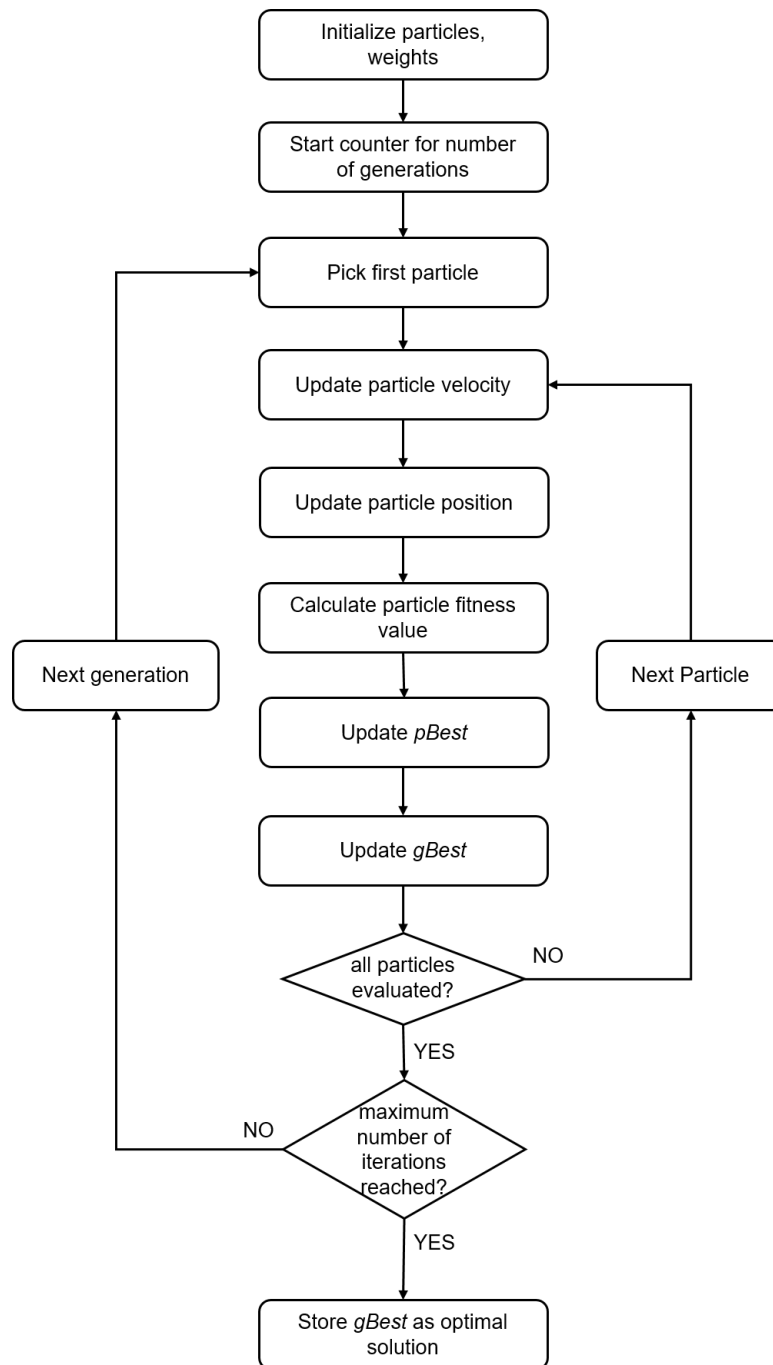 Initialize particles,
weights
Start counter for number
of generations
Pick first particle
Update particle velocity
Update particle position
Calculate particle fitness
value
Next generation
Next Particle
Update pBest
Update gBest
all particles
evaluated?
NO
YES
NO
maximum
number of
iterations
reached?
YES
Store gBest as optimal
solution